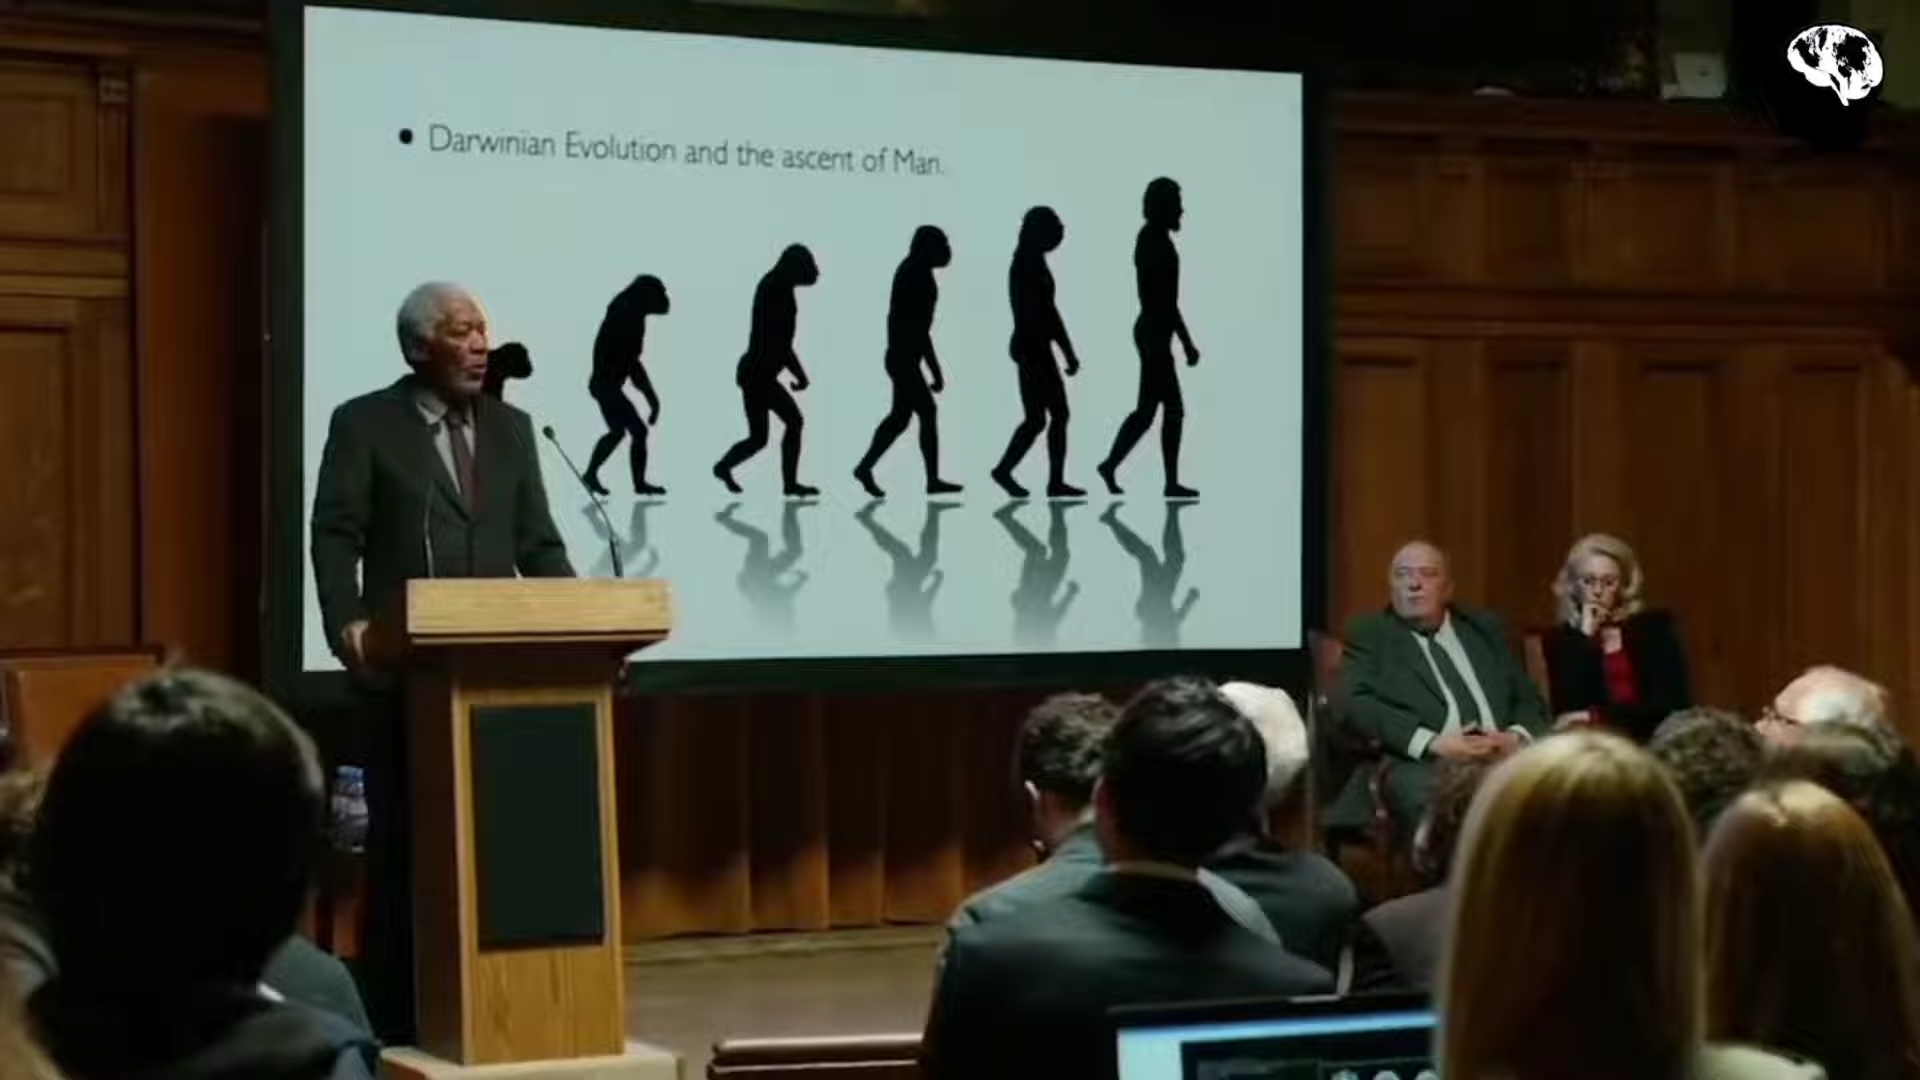 • Darwinian Evolution and the ascent of Man.